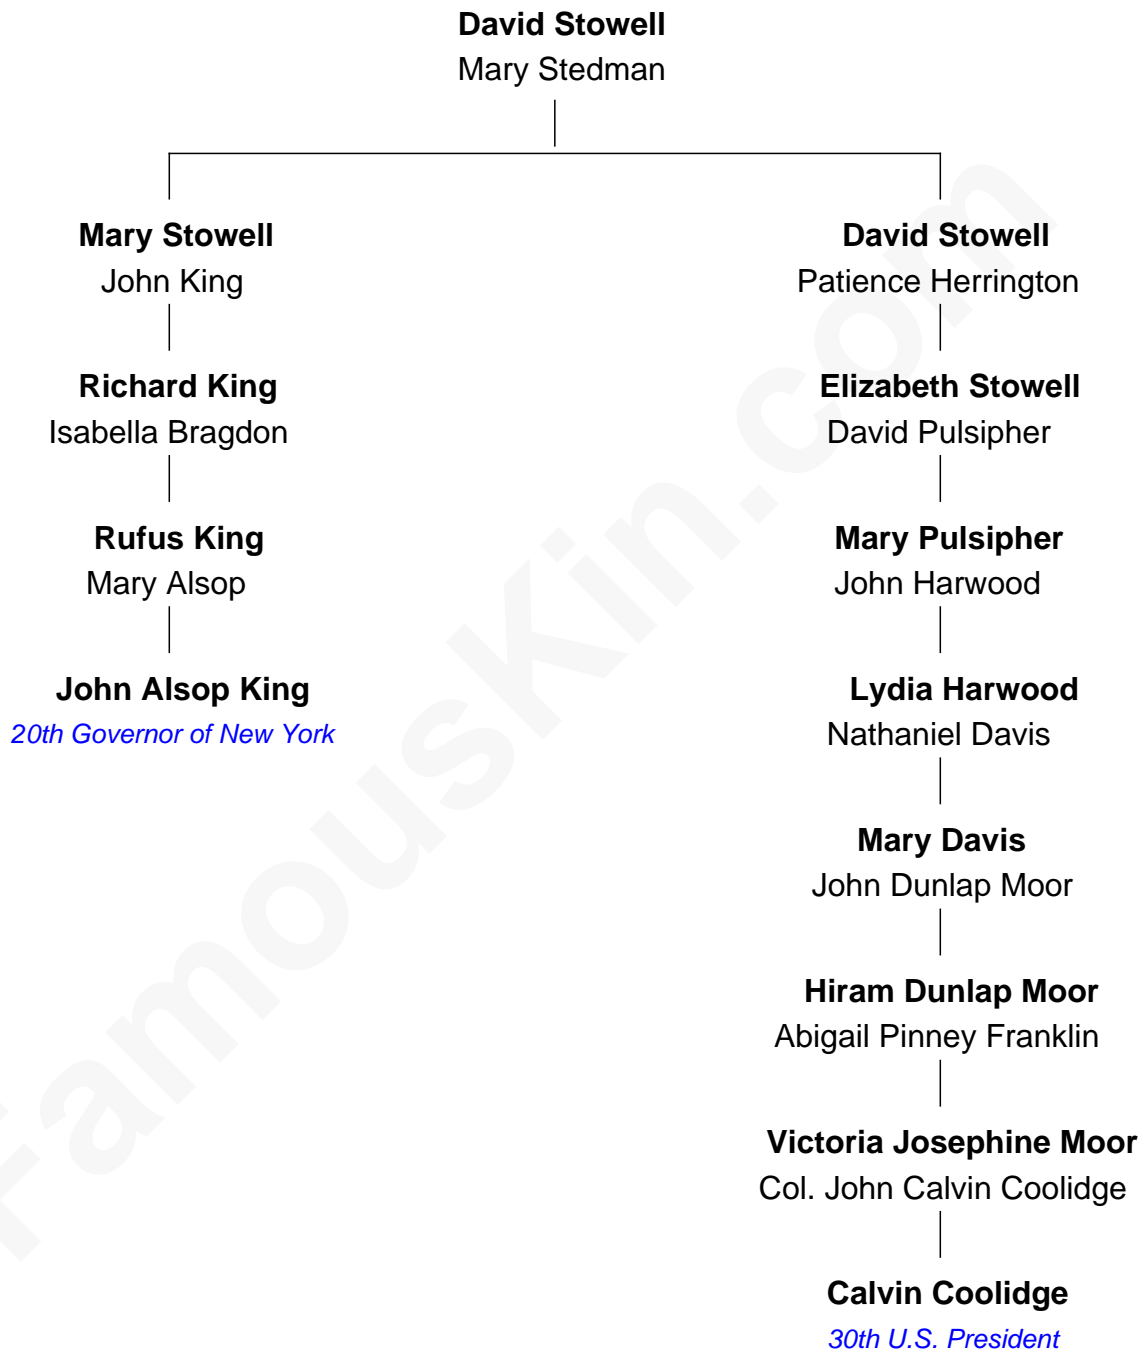 David Stowell
Mary Stedman
Mary Stowell
John King
Richard King
Isabella Bragdon
Rufus King
Mary Alsop
John Alsop King
20th Governor of New York
David Stowell
Patience Herrington
Elizabeth Stowell
David Pulsipher
Mary Pulsipher
John Harwood
Lydia Harwood
Nathaniel Davis
Mary Davis
John Dunlap Moor
Hiram Dunlap Moor
Abigail Pinney Franklin
Victoria Josephine Moor
Col. John Calvin Coolidge
Calvin Coolidge
30th U.S. President
FamousKin.com